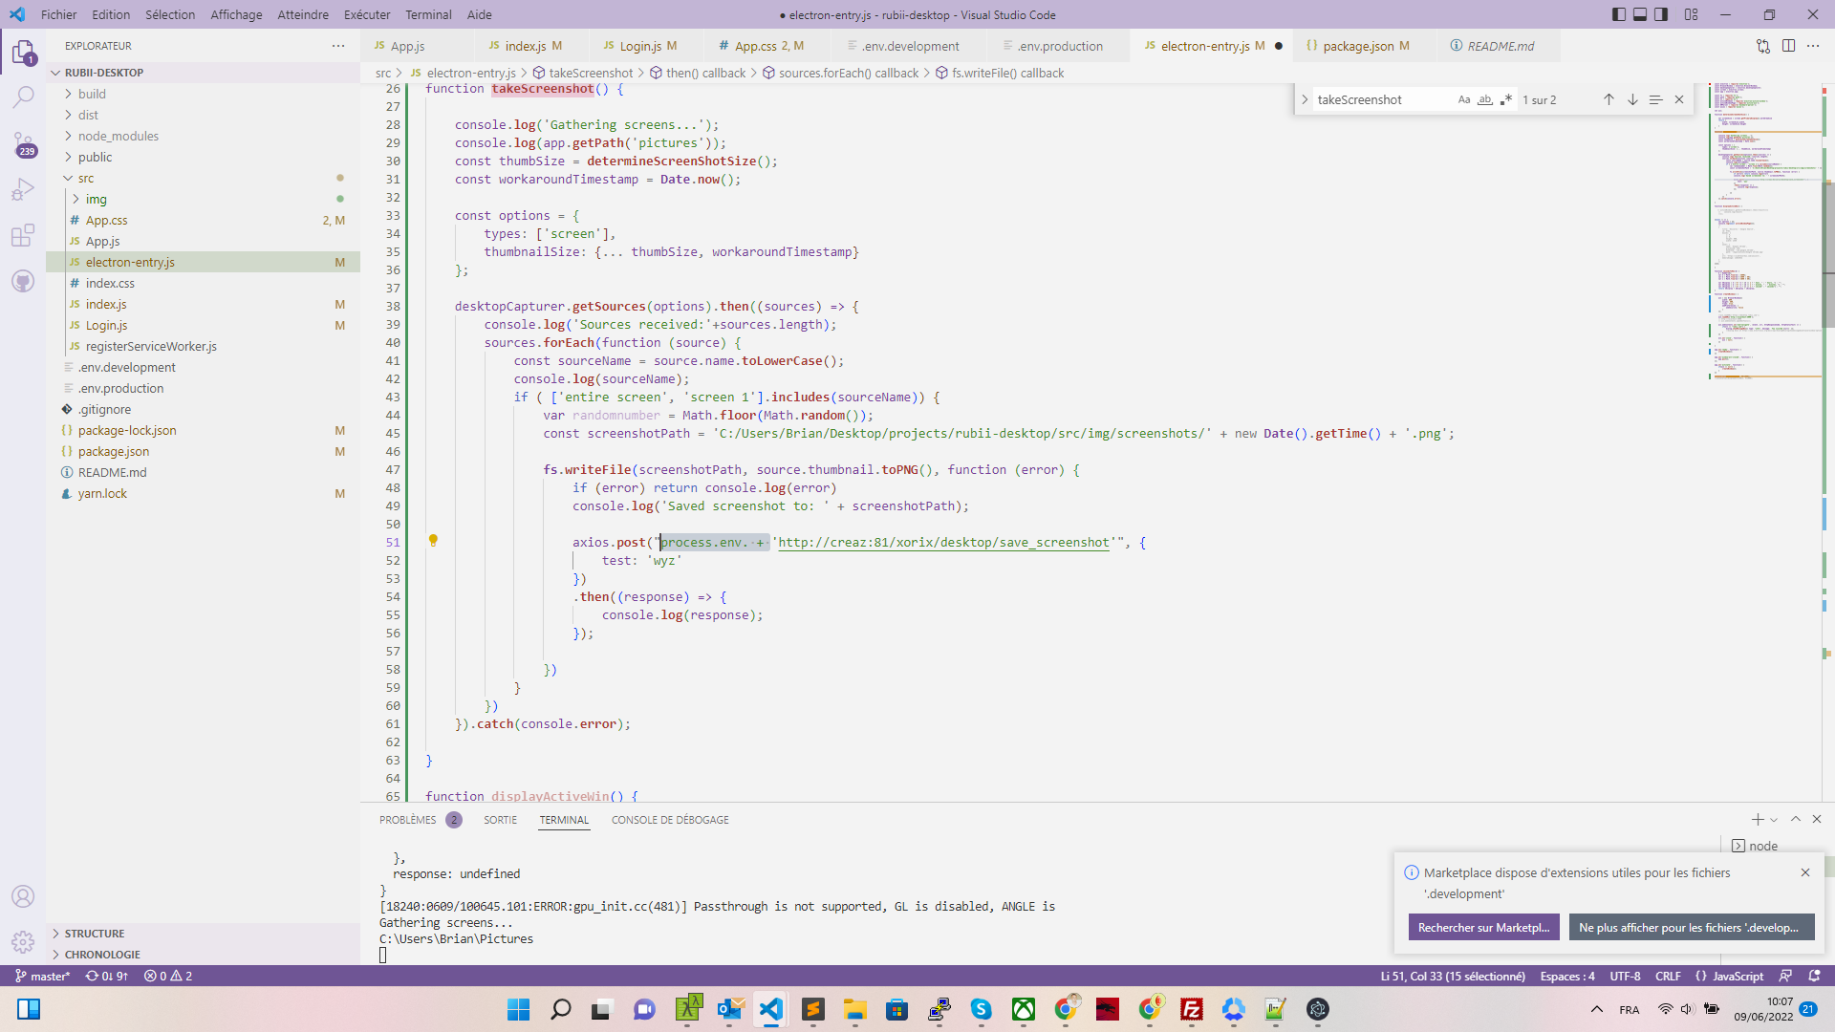 Fichier Edition Sélection Affichage Atteindre Exécuter Terminal Aide
● electron-entry.js - rubii-desktop - Visual Studio Code
EXPLORATEUR
RUBII-DESKTOP
build
dist
node_modules
public
src
img
# App.css 2, M
JS App.js
JS electron-entry.js M
# index.css
JS index.js M
JS Login.js M
JS registerServiceWorker.js
.env.development
.env.production
.gitignore
{} package-lock.json M
{} package.json M
README.md
yarn.lock M
STRUCTURE
CHRONOLOGIE
1
239
JS App.js JS index.js M JS Login.js M # App.css 2, M .env.development .env.production JS electron-entry.js M ● {} package.json M README.md
src > JS electron-entry.js > takeScreenshot > then() callback > sources.forEach() callback > fs.writeFile() callback
takeScreenshot Aa ab .* 1 sur 2
26 function takeScreenshot() {
27
28 console.log('Gathering screens...');
29 console.log(app.getPath('pictures'));
30 const thumbSize = determineScreenShotSize();
31 const workaroundTimestamp = Date.now();
32
33 const options = {
34 types: ['screen'],
35 thumbnailSize: {... thumbSize, workaroundTimestamp}
36 };
37
38 desktopCapturer.getSources(options).then((sources) => {
39 console.log('Sources received:'+sources.length);
40 sources.forEach(function (source) {
41 const sourceName = source.name.toLowerCase();
42 console.log(sourceName);
43 if ( ['entire screen', 'screen 1'].includes(sourceName)) {
44 var randomnumber = Math.floor(Math.random());
45 const screenshotPath = 'C:/Users/Brian/Desktop/projects/rubii-desktop/src/img/screenshots/' + new Date().getTime() + '.png';
46
47 fs.writeFile(screenshotPath, source.thumbnail.toPNG(), function (error) {
48 if (error) return console.log(error)
49 console.log('Saved screenshot to: ' + screenshotPath);
50
51 axios.post("process.env. + 'http://creaz:81/xorix/desktop/save_screenshot'", {
52 test: 'wyz'
53 })
54 .then((response) => {
55 console.log(response);
56 });
57
58 })
59 }
60 })
61 }).catch(console.error);
62
63 }
64
65 function displayActiveWin() {
PROBLÈMES 2 SORTIE TERMINAL CONSOLE DE DÉBOGAGE
node
},
response: undefined
}
[18240:0609/100645.101:ERROR:gpu_init.cc(481)] Passthrough is not supported, GL is disabled, ANGLE is
Gathering screens...
C:\Users\Brian\Pictures
Marketplace dispose d'extensions utiles pour les fichiers
'.development'
Rechercher sur Marketpl... Ne plus afficher pour les fichiers '.develop...
master* 0↓ 9↑ 0 2 Li 51, Col 33 (15 sélectionné) Espaces : 4 UTF-8 CRLF {} JavaScript
FRA
10:07
09/06/2022
21